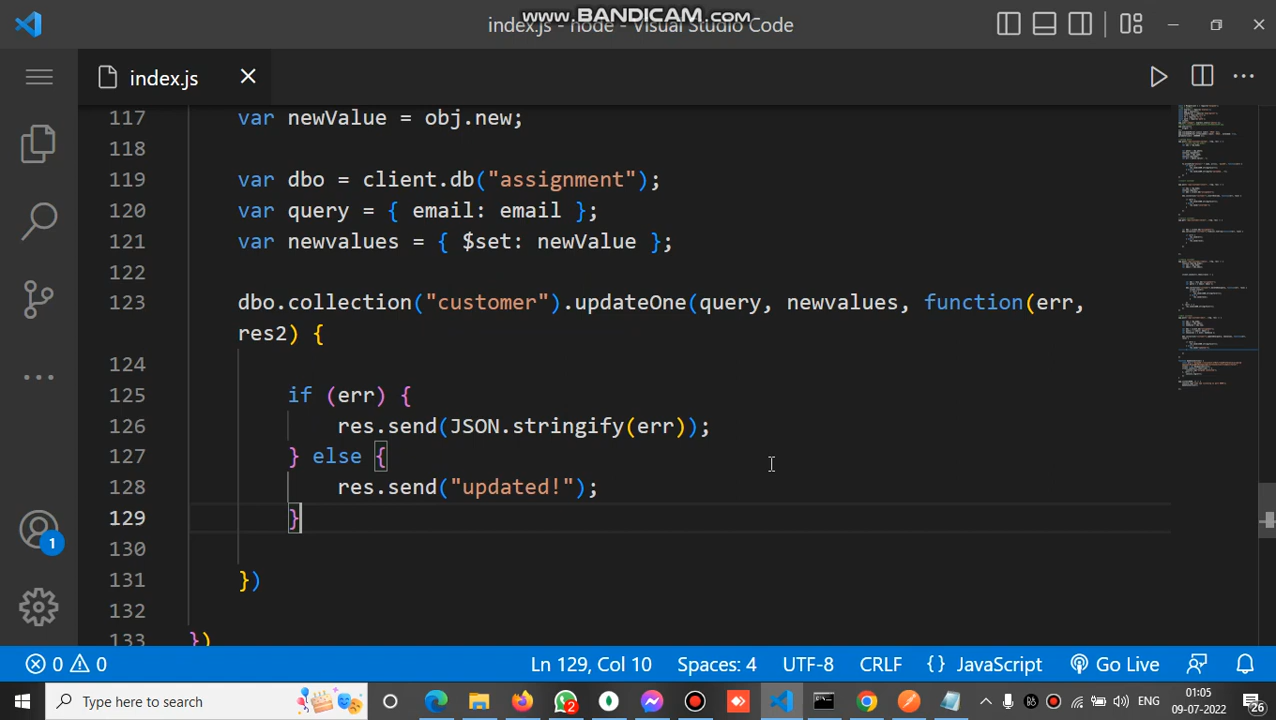 www.BANDICAM.com
index.js - node - Visual Studio Code
index.js
117 var newValue = obj.new;
118
119 var dbo = client.db("assignment");
120 var query = { email: email };
121 var newvalues = { $set: newValue };
122
123 dbo.collection("customer").updateOne(query, newvalues, function(err,
res2) {
124
125 if (err) {
126 res.send(JSON.stringify(err));
127 } else {
128 res.send("updated!");
129 }
130
131 })
132
133 })
1
0 0 Ln 129, Col 10 Spaces: 4 UTF-8 CRLF {} JavaScript Go Live
Type here to search 2 ENG 01:05
09-07-2022 26